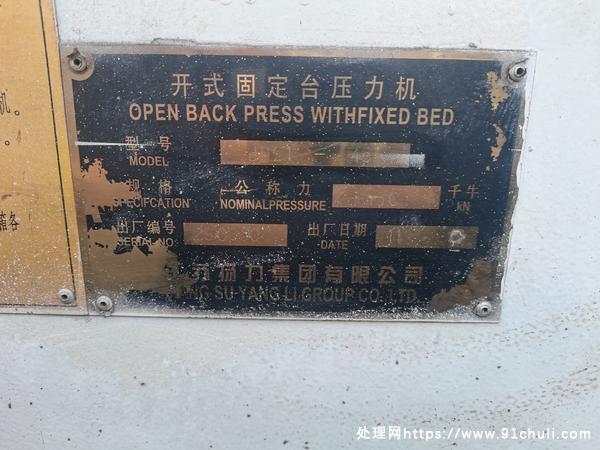 机。
开式固定台压力机
OPEN BACK PRESS WITHFIXED BED
型号
MODEL
规格 公称力 千牛
SPECIFCATION NOMINALPRESSURE KN
出厂编号 出厂日期
SERIAL NO DATE
扬力集团有限公司
SU YANG LI GROUP CO. LTD
处理网https://www.91chuli.com/